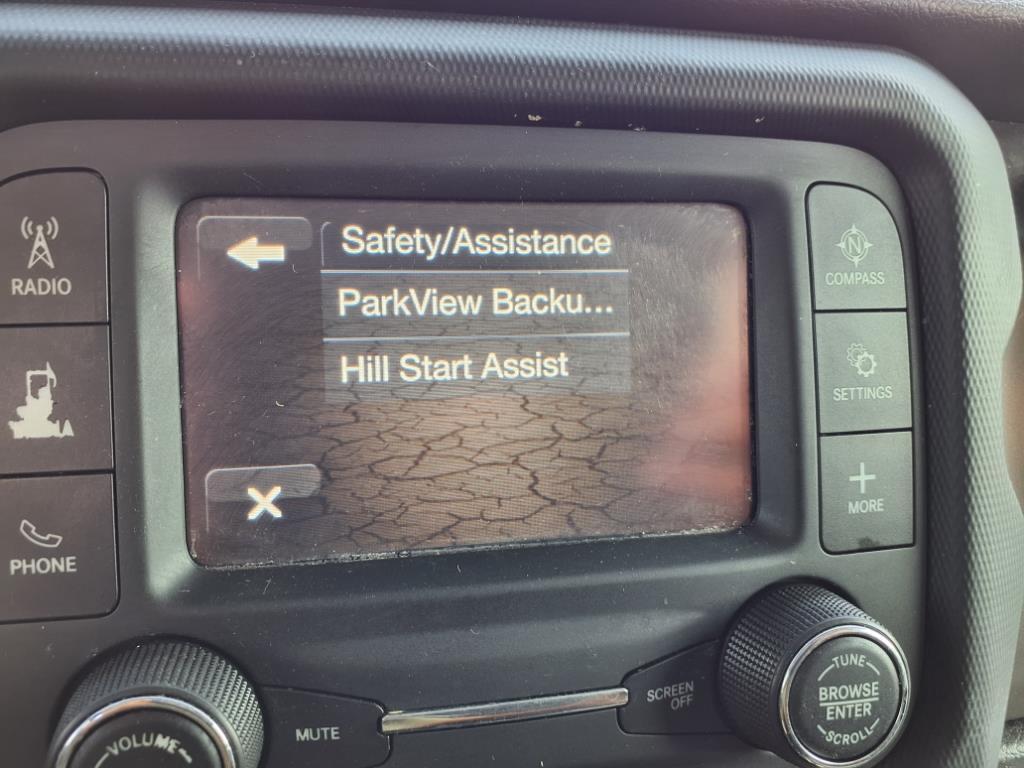 RADIO
PHONE
Safety/Assistance
ParkView Backu...
Hill Start Assist
N
COMPASS
SETTINGS
MORE
VOLUME
MUTE
SCREEN
OFF
TUNE
BROWSE
ENTER
SCROLL